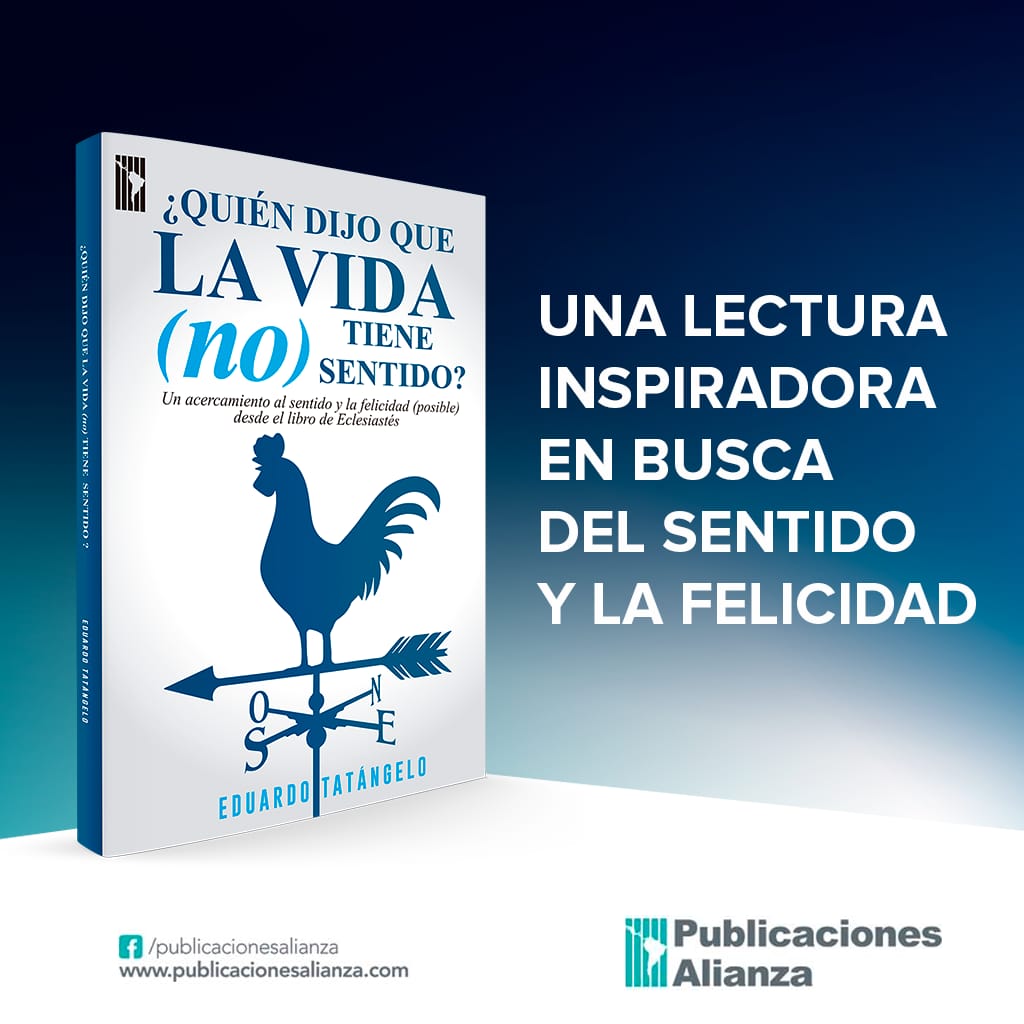 ¿QUIÉN DIJO QUE
LA VIDA
(no) TIENE
SENTIDO?
Un acercamiento al sentido y la felicidad (posible)
desde el libro de Eclesiastés
O
N
S
E
EDUARDO TATÁNGELO
¿QUIÉN DIJO QUE LA VIDA (no) TIENE SENTIDO ?
EDUARDO TATANGELO
UNA LECTURA
INSPIRADORA
EN BUSCA
DEL SENTIDO
Y LA FELICIDAD
f /publicacionesalianza
www.publicacionesalianza.com
Publicaciones
Alianza